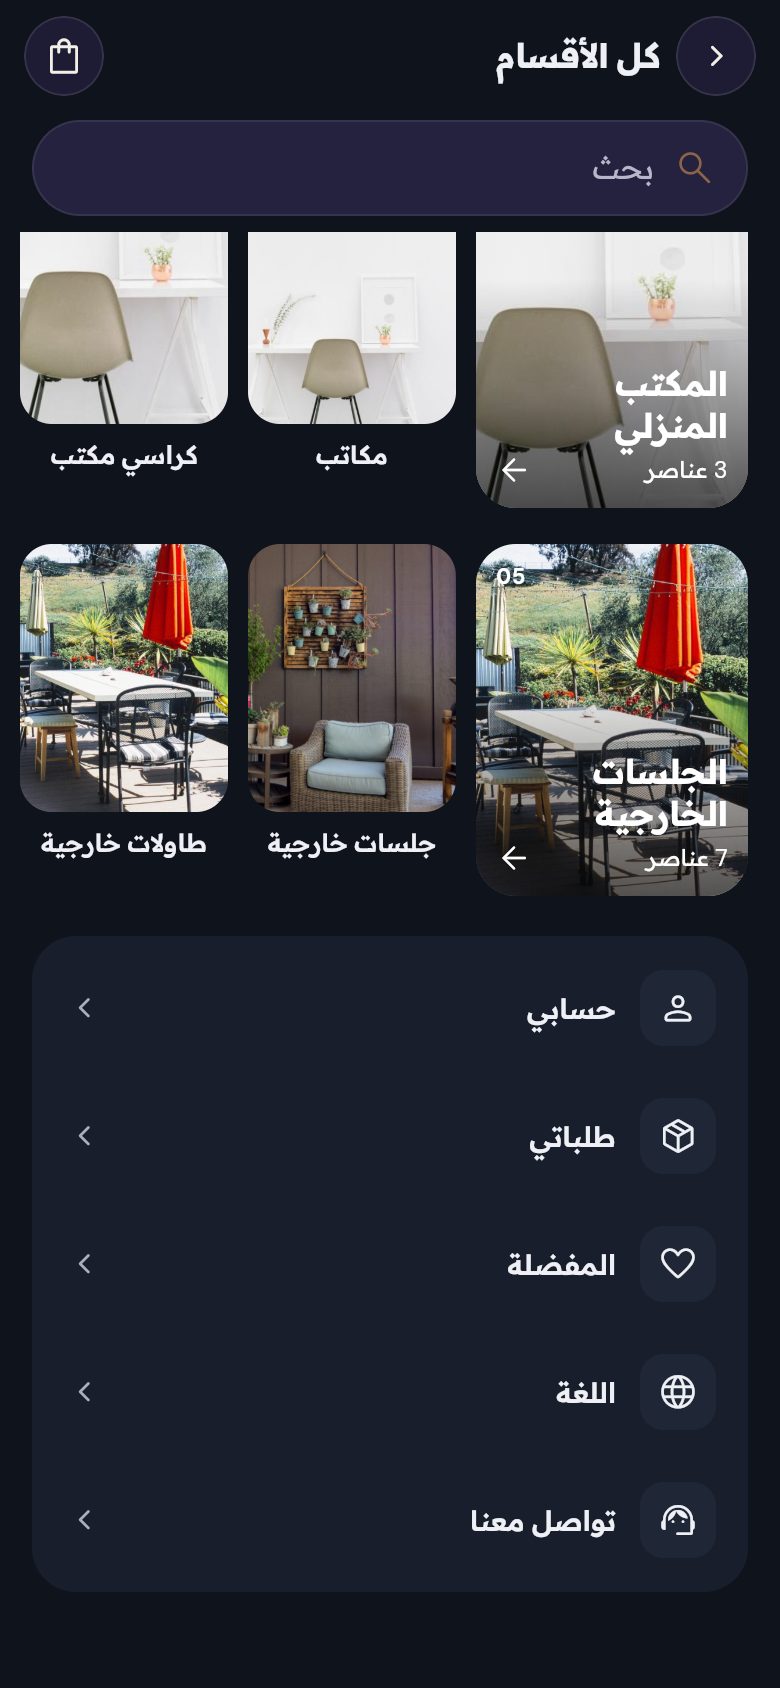 كل الأقسام
بحث
المكتب
المنزلي
3 عناصر
مكاتب
كراسي مكتب
05
الجلسات
الخارجية
7 عناصر
جلسات خارجية
طاولات خارجية
حسابي
طلباتي
المفضلة
اللغة
تواصل معنا